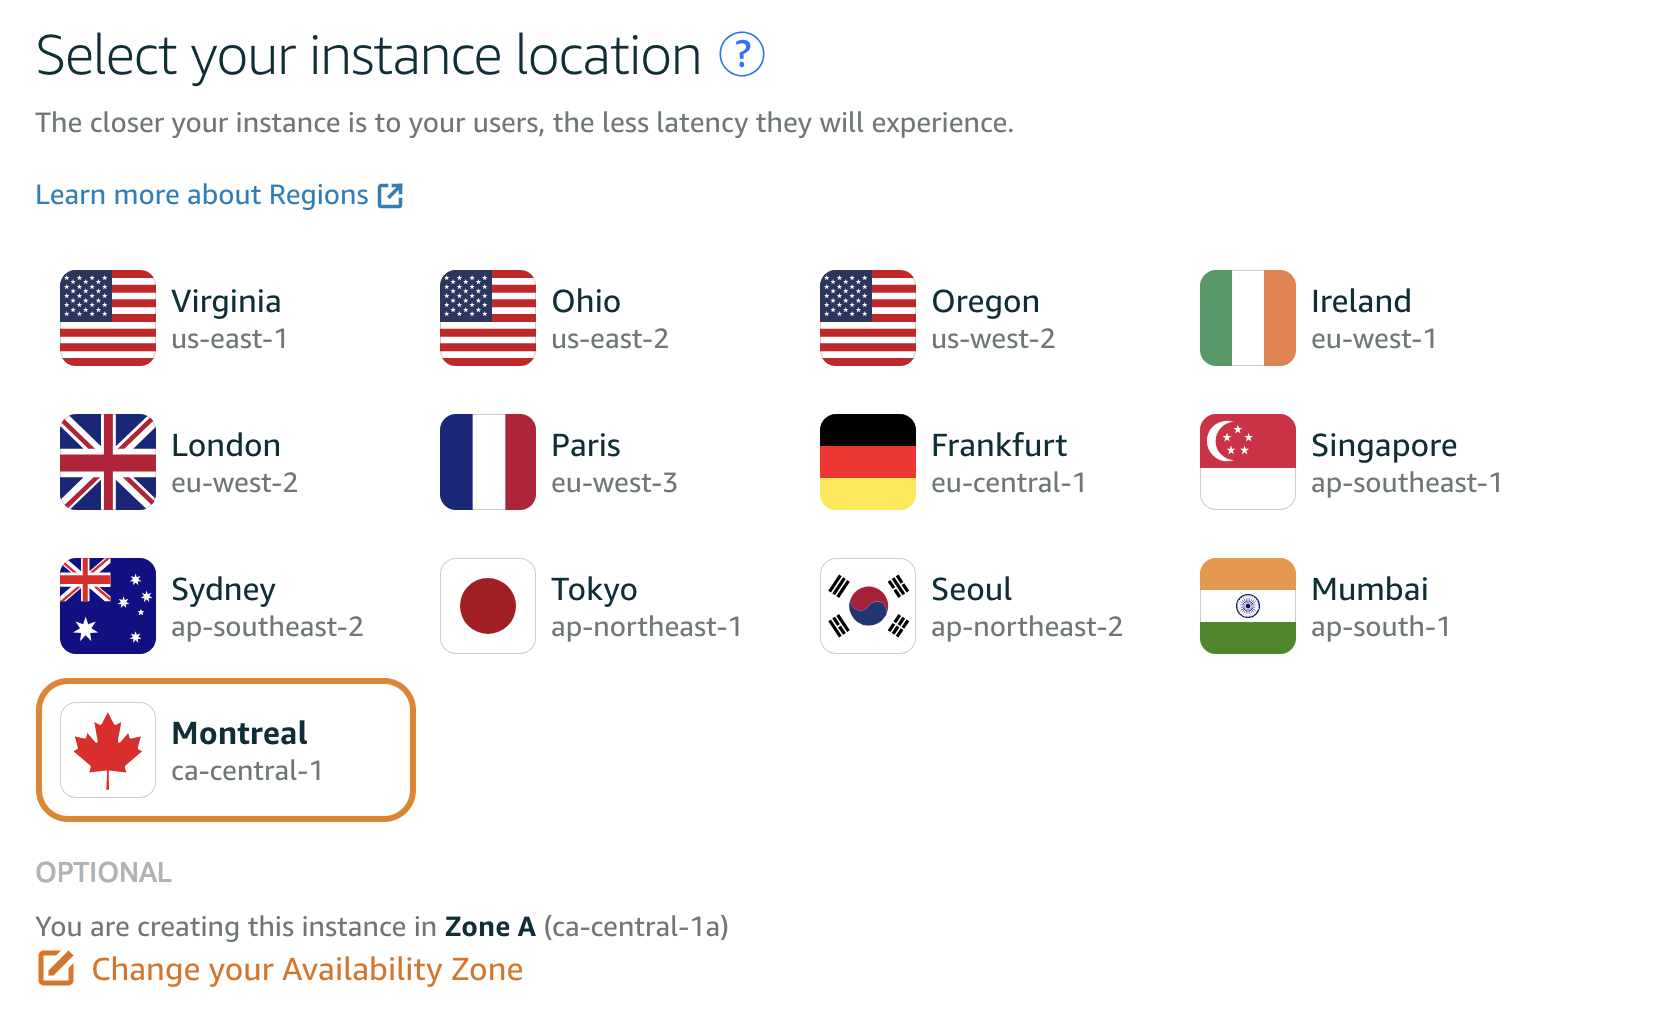 Select your instance location ?
The closer your instance is to your users, the less latency they will experience.
Learn more about Regions
Virginia
us-east-1
Ohio
us-east-2
Oregon
us-west-2
Ireland
eu-west-1
London
eu-west-2
Paris
eu-west-3
Frankfurt
eu-central-1
Singapore
ap-southeast-1
Sydney
ap-southeast-2
Tokyo
ap-northeast-1
Seoul
ap-northeast-2
Mumbai
ap-south-1
Montreal
ca-central-1
OPTIONAL
You are creating this instance in Zone A (ca-central-1a)
Change your Availability Zone